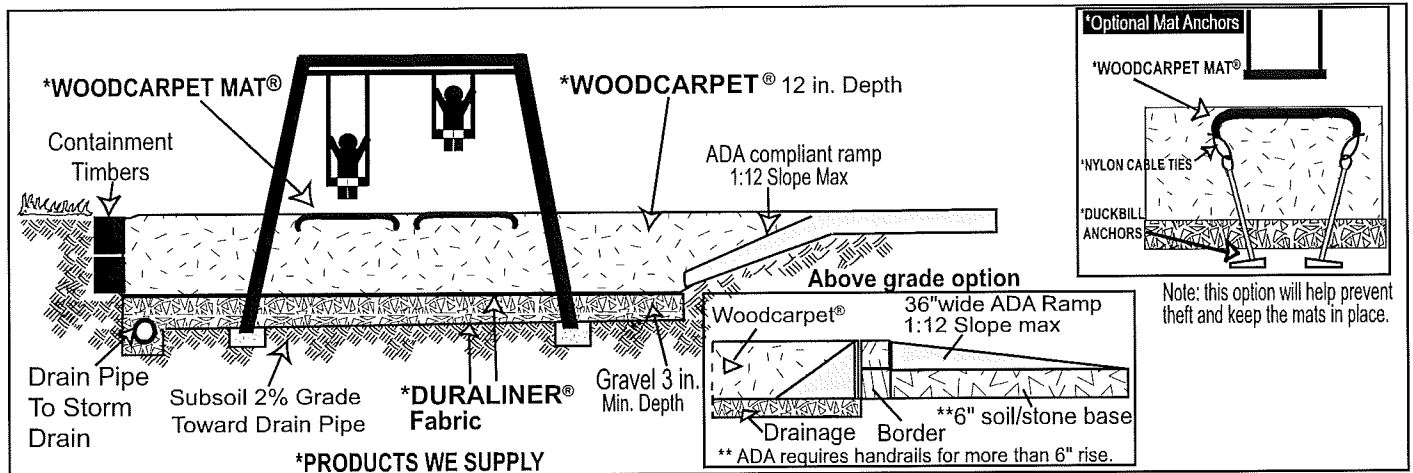 *WOODCARPET MAT®
*WOODCARPET® 12 in. Depth
Containment
Timbers
ADA compliant ramp
1:12 Slope Max
Drain Pipe
To Storm
Drain
Subsoil 2% Grade
Toward Drain Pipe
*DURALINER®
Fabric
Gravel 3 in.
Min. Depth
*PRODUCTS WE SUPPLY
Above grade option
Woodcarpet®
36"wide ADA Ramp
1:12 Slope max
Drainage
Border
**6" soil/stone base
** ADA requires handrails for more than 6" rise.
*Optional Mat Anchors
*WOODCARPET MAT®
*NYLON CABLE TIES
*DUCKBILL
ANCHORS
Note: this option will help prevent
theft and keep the mats in place.